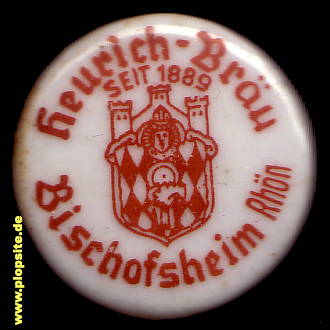 Heurich-Bräu
SEIT 1889
Bischofsheim Rhön
www.plopsite.de